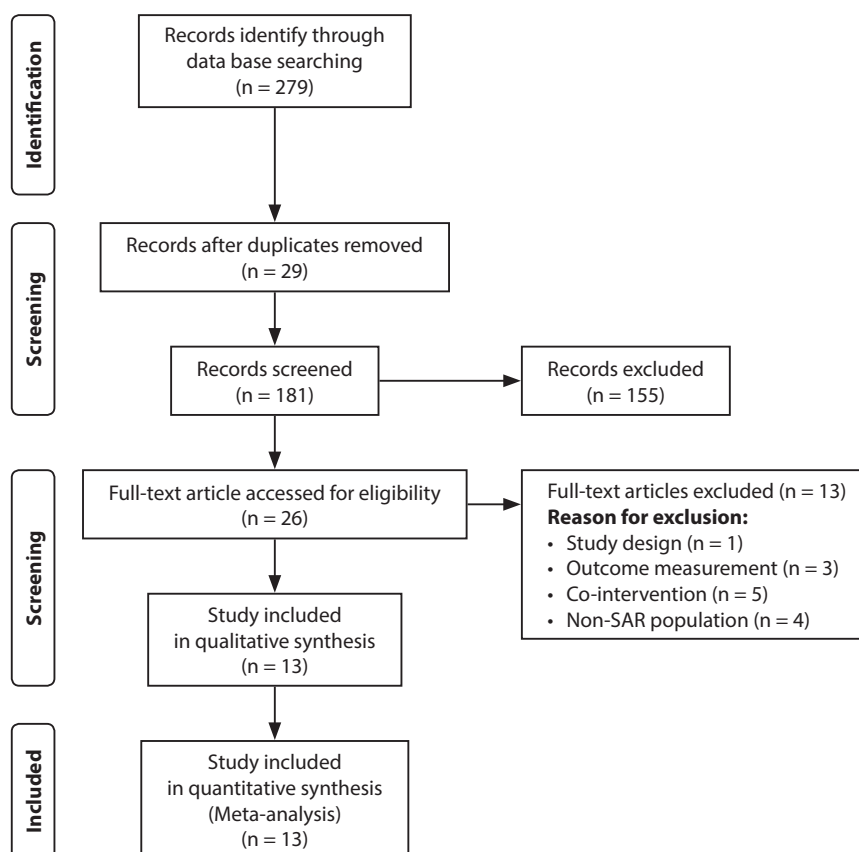 Identification
Records identify through
data base searching
(n = 279)
Screening
Records after duplicates removed
(n = 29)
Records screened
(n = 181)
Records excluded
(n = 155)
Screening
Full-text article accessed for eligibility
(n = 26)
Full-text articles excluded (n = 13)
Reason for exclusion:
• Study design (n = 1)
• Outcome measurement (n = 3)
• Co-intervention (n = 5)
• Non-SAR population (n = 4)
Study included
in qualitative synthesis
(n = 13)
Included
Study included
in quantitative synthesis
(Meta-analysis)
(n = 13)